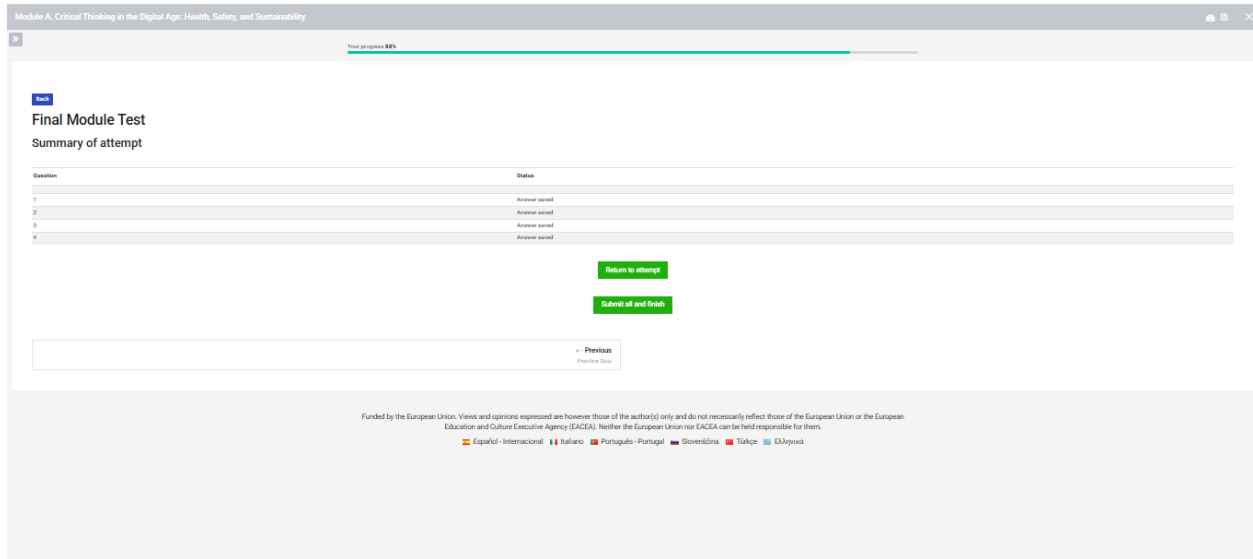 Module A. Critical Thinking in the Digital Age: Health, Safety, and Sustainability
Your progress 88%
Back
Final Module Test
Summary of attempt
Question Status
1 Answer saved
2 Answer saved
3 Answer saved
4 Answer saved
Return to attempt
Submit all and finish
← Previous
Practice Quiz
Funded by the European Union. Views and opinions expressed are however those of the author(s) only and do not necessarily reflect those of the European Union or the European
Education and Culture Executive Agency (EACEA). Neither the European Union nor EACEA can be held responsible for them.
Español - Internacional Italiano Português - Portugal Slovenščina Türkçe Ελληνικά